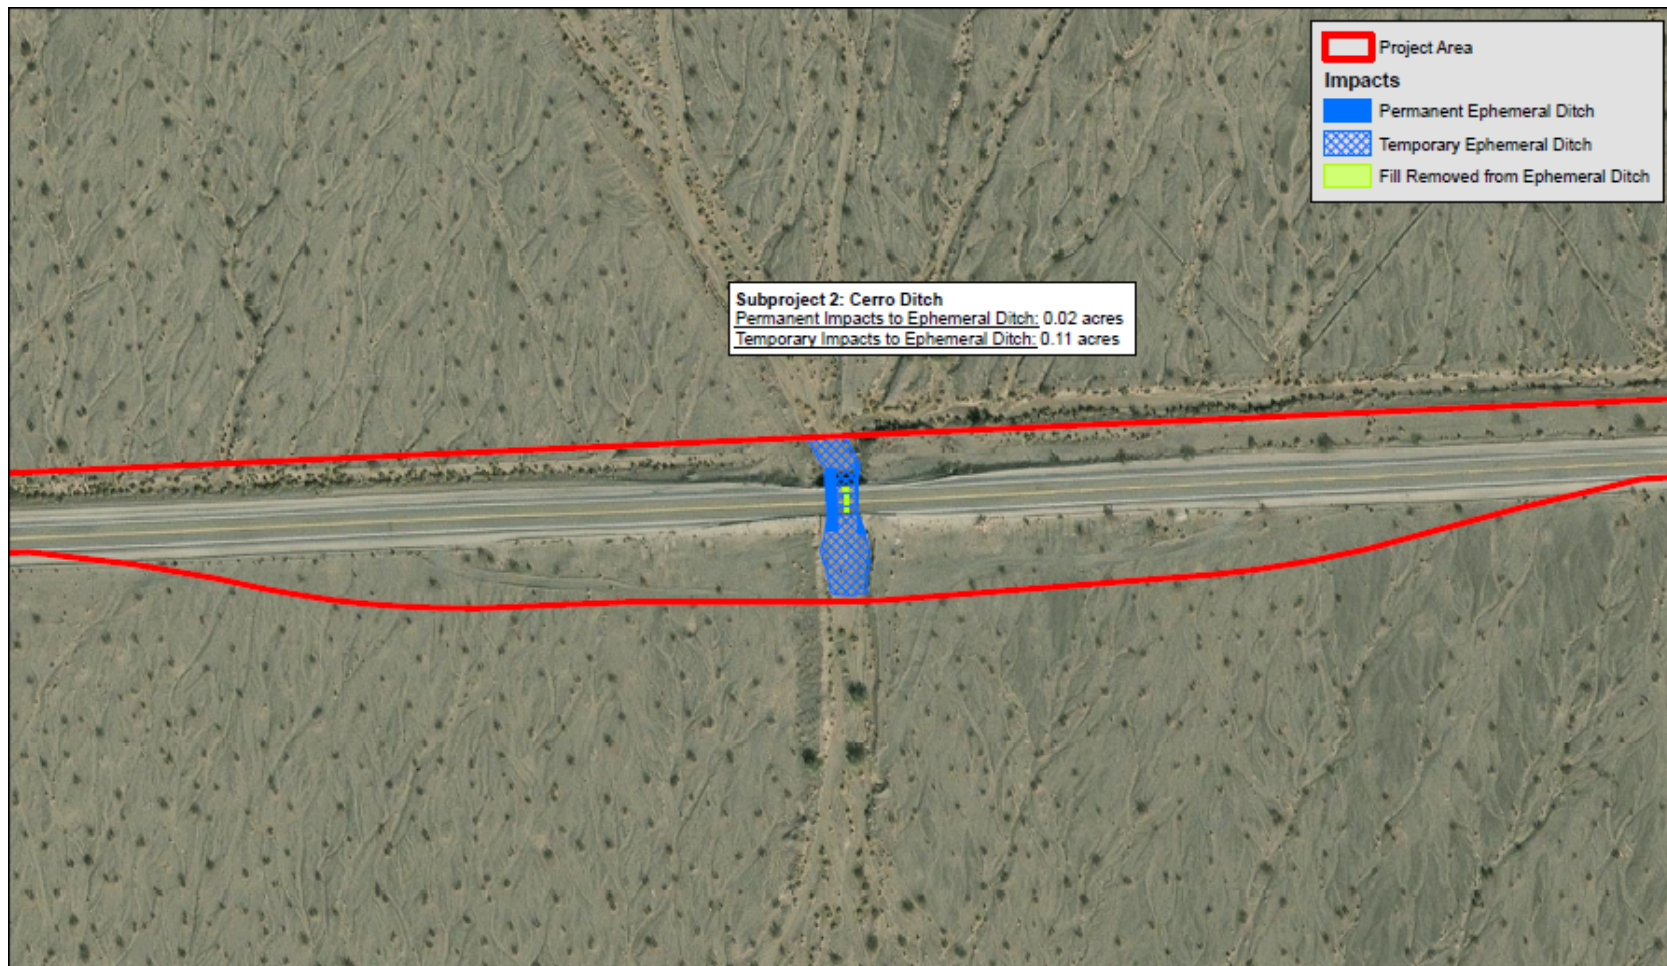 Project Area
Impacts
Permanent Ephemeral Ditch
Temporary Ephemeral Ditch
Fill Removed from Ephemeral Ditch
Subproject 2: Cerro Ditch
Permanent Impacts to Ephemeral Ditch: 0.02 acres
Temporary Impacts to Ephemeral Ditch: 0.11 acres